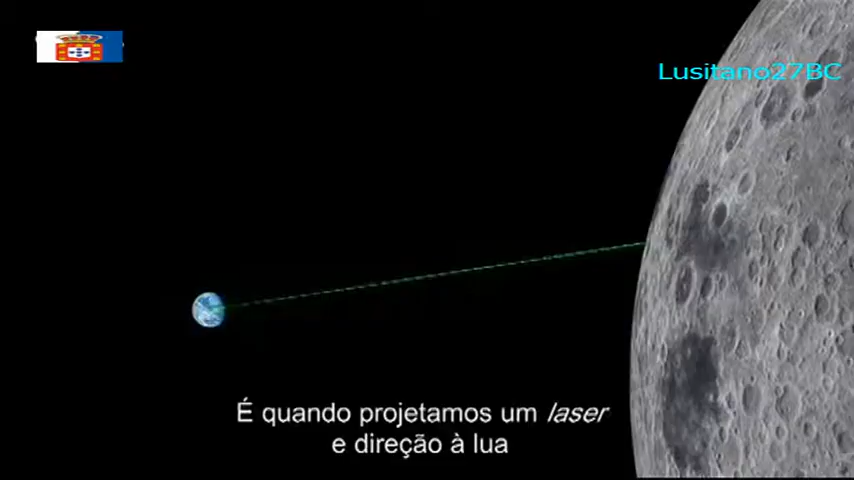 Lusitano27BC
É quando projetamos um laser
e direção à lua